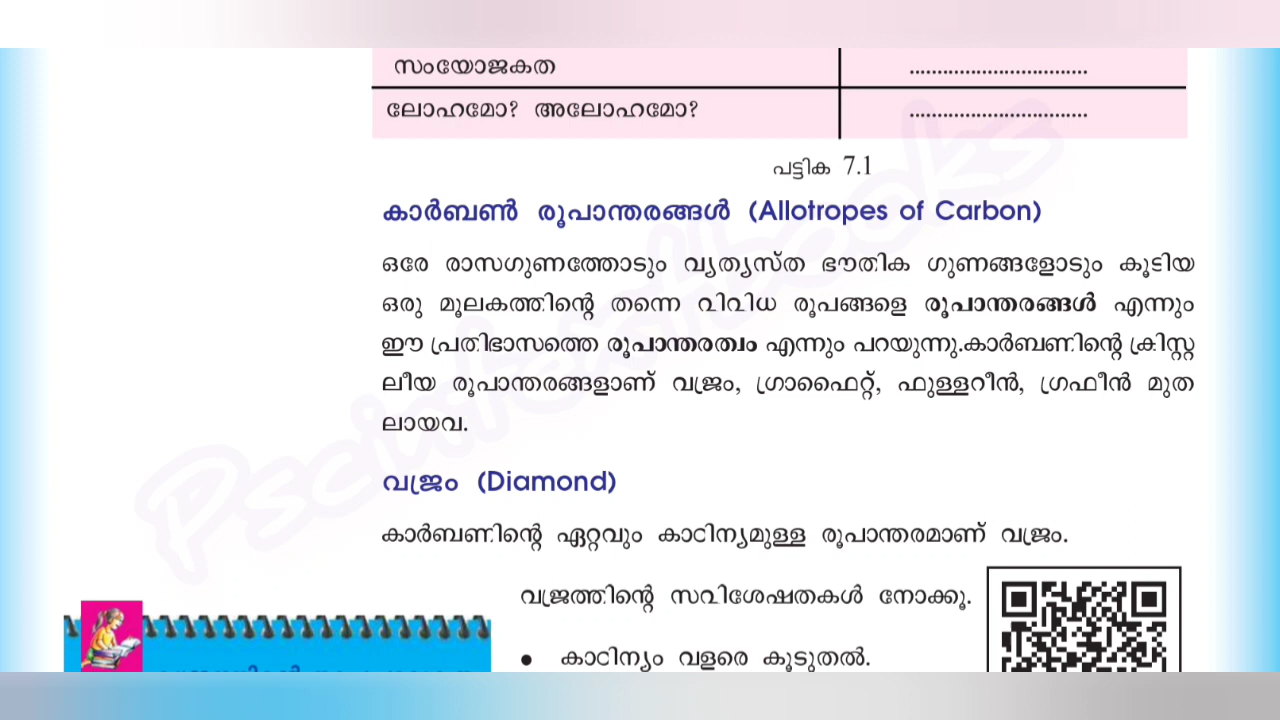 സംയോജകത ................................
ലോഹമോ? അലോഹമോ? ................................
പട്ടിക 7.1
കാർബൺ രൂപാന്തരങ്ങൾ (Allotropes of Carbon)
ഒരേ രാസഗുണത്തോടും വ്യത്യസ്ത ഭൗതിക ഗുണങ്ങളോടും കൂടിയ
ഒരു മൂലകത്തിന്റെ തന്നെ വിവിധ രൂപങ്ങളെ രൂപാന്തരങ്ങൾ എന്നും
ഈ പ്രതിഭാസത്തെ രൂപാന്തരത്വം എന്നും പറയുന്നു.കാർബണിന്റെ ക്രിസ്റ്റ
ലീയ രൂപാന്തരങ്ങളാണ് വജ്രം, ഗ്രാഫൈറ്റ്, ഫുള്ളറീൻ, ഗ്രഫീൻ മുത
ലായവ.
വജ്രം (Diamond)
കാർബണിന്റെ ഏറ്റവും കാഠിന്യമുള്ള രൂപാന്തരമാണ് വജ്രം.
വജ്രത്തിന്റെ സവിശേഷതകൾ നോക്കൂ.
• കാഠിന്യം വളരെ കൂടുതൽ.